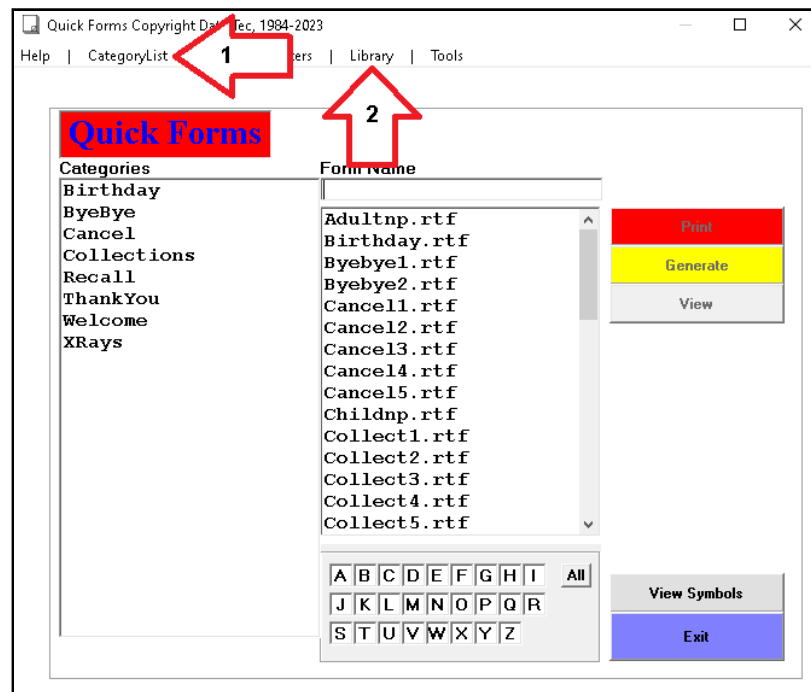 Quick Forms Copyright Da Tec, 1984-2023
Help | CategoryList 1 ters | Library | Tools
2
Quick Forms
Categories Form Name
Birthday
ByeBye
Cancel
Collections
Recall
ThankYou
Welcome
XRays
Adultnp.rtf
Birthday.rtf
Byebye1.rtf
Byebye2.rtf
Cancel1.rtf
Cancel2.rtf
Cancel3.rtf
Cancel4.rtf
Cancel5.rtf
Childnp.rtf
Collect1.rtf
Collect2.rtf
Collect3.rtf
Collect4.rtf
Collect5.rtf
Print
Generate
View
A B C D E F G H I All
J K L M N O P Q R
S T U V W X Y Z
View Symbols
Exit